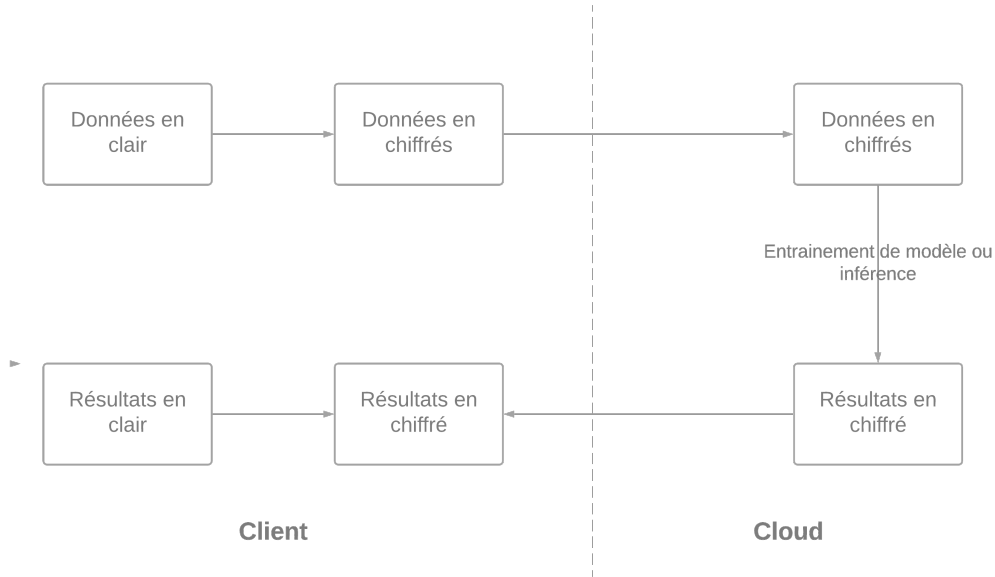 Données en
clair
Données en
chiffrés
Données en
chiffrés
Entrainement de modèle ou
inférence
Résultats en
clair
Résultats en
chiffré
Résultats en
chiffré
Client
Cloud